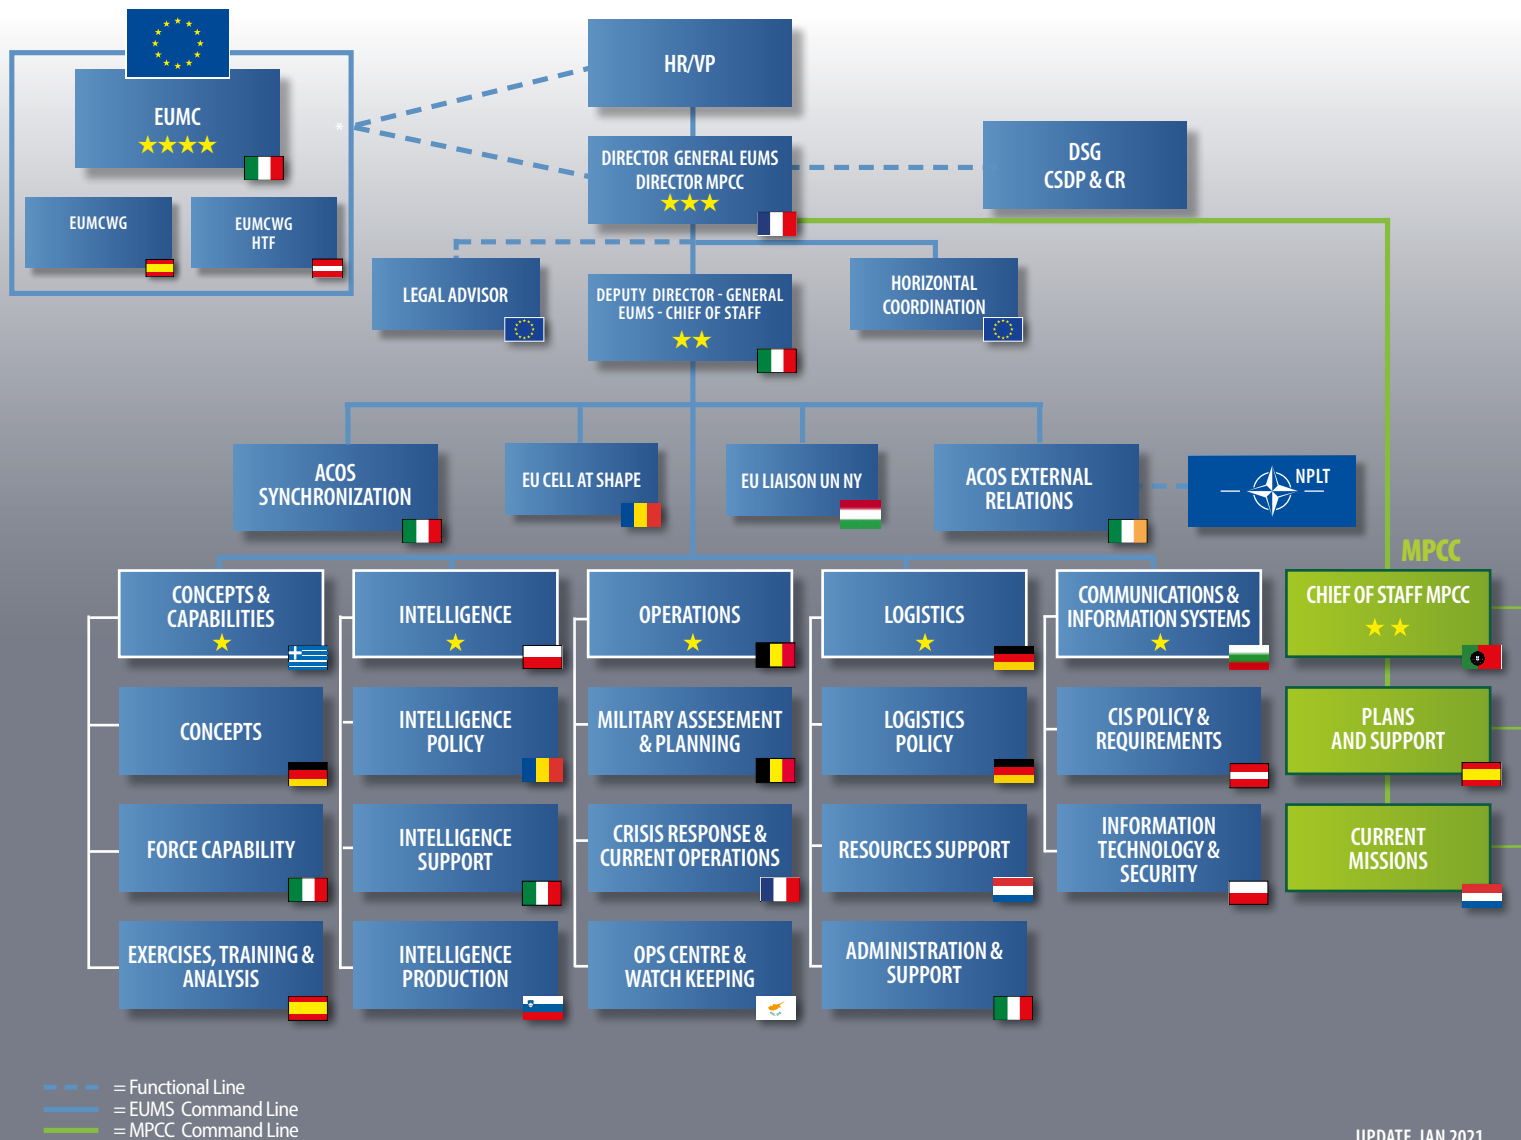 HR/VP
EUMC
*
DIRECTOR GENERAL EUMS
DIRECTOR MPCC
DSG
CSDP & CR
EUMCWG
EUMCWG
HTF
LEGAL ADVISOR
DEPUTY DIRECTOR - GENERAL
EUMS - CHIEF OF STAFF
HORIZONTAL
COORDINATION
ACOS
SYNCHRONIZATION
EU CELL AT SHAPE
EU LIAISON UN NY
ACOS EXTERNAL
RELATIONS
NPLT
MPCC
CONCEPTS &
CAPABILITIES
INTELLIGENCE
OPERATIONS
LOGISTICS
COMMUNICATIONS &
INFORMATION SYSTEMS
CHIEF OF STAFF MPCC
CONCEPTS
INTELLIGENCE
POLICY
MILITARY ASSESEMENT
& PLANNING
LOGISTICS
POLICY
CIS POLICY &
REQUIREMENTS
PLANS
AND SUPPORT
FORCE CAPABILITY
INTELLIGENCE
SUPPORT
CRISIS RESPONSE &
CURRENT OPERATIONS
RESOURCES SUPPORT
INFORMATION
TECHNOLOGY &
SECURITY
CURRENT
MISSIONS
EXERCISES, TRAINING &
ANALYSIS
INTELLIGENCE
PRODUCTION
OPS CENTRE &
WATCH KEEPING
ADMINISTRATION &
SUPPORT
= Functional Line
= EUMS Command Line
= MPCC Command Line
UPDATE JAN 2021